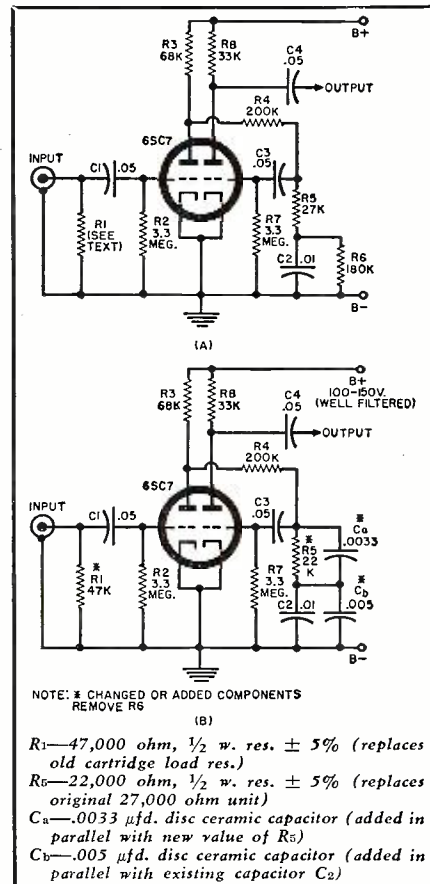 B+
R3
68K
R8
33K
C4
.05
OUTPUT
R4
200K
6SC7
INPUT
C1
.05
C3
.05
R1
(SEE
TEXT)
R2
3.3
MEG.
R7
3.3
MEG.
R5
27K
C2
.01
R6
180K
B-
(A)
B+
100-150V.
(WELL FILTERED)
R3
68K
R8
33K
C4
.05
OUTPUT
R4
200K
6SC7
INPUT
C1
.05
C3
.05
*
R1
47K
R2
3.3
MEG.
R7
3.3
MEG.
*
R5
22
K
*
Ca
.0033
*
Cb
.005
C2
.01
B-
NOTE: * CHANGED OR ADDED COMPONENTS
REMOVE R6
(B)
R1—47,000 ohm, 1/2 w. res. ± 5% (replaces
old cartridge load res.)
R5—22,000 ohm, 1/2 w. res. ± 5% (replaces
original 27,000 ohm unit)
Ca—.0033 µfd. disc ceramic capacitor (added in
parallel with new value of R5)
Cb—.005 µfd. disc ceramic capacitor (added in
parallel with existing capacitor C2)